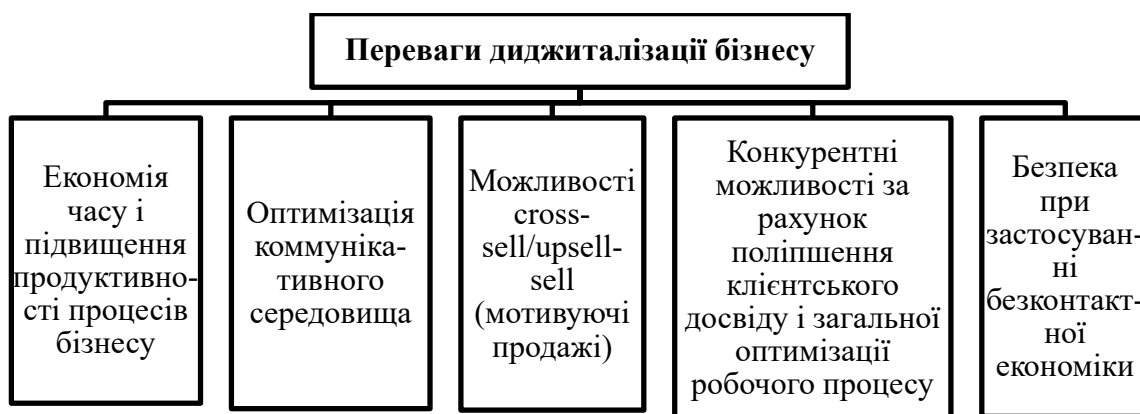 Переваги диджиталізації бізнесу
Економія
часу і
підвищення
продуктивно-
сті процесів
бізнесу
Оптимізація
коммуніка-
тивного
середовища
Можливості
cross-
sell/upsell-
sell
(мотивуючі
продажі)
Конкурентні
можливості за
рахунок
поліпшення
клієнтського
досвіду і загальної
оптимізації
робочого процесу
Безпека
при
застосуван-
ні
безконтакт-
ної
економіки